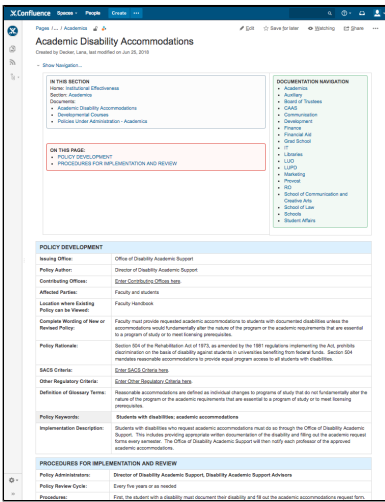 Confluence Spaces People Create ...
Pages / ... / Academics
Edit Save for later Watching Share ...
Academic Disability Accommodations
Created by Decker, Lana, last modified on Jun 25, 2018
Show Navigation...
IN THIS SECTION
Home: Institutional Effectiveness
Section: Academics
Documents:
• Academic Disability Accommodations
• Developmental Courses
• Policies Under Administration - Academics
ON THIS PAGE:
• POLICY DEVELOPMENT
• PROCEDURES FOR IMPLEMENTATION AND REVIEW
DOCUMENTATION NAVIGATION
• Academics
• Auxiliary
• Board of Trustees
• CAAS
• Communication
• Development
• Finance
• Financial Aid
• Grad School
• IT
• Libraries
• LUO
• LUPD
• Marketing
• Provost
• RO
• School of Communication and
Creative Arts
• School of Law
• Schools
• Student Affairs
POLICY DEVELOPMENT
Issuing Office: Office of Disability Academic Support
Policy Author: Director of Disability Academic Support
Contributing Offices: Enter Contributing Offices here.
Affected Parties: Faculty and students
Location where Existing Faculty Handbook
Policy can be Viewed:
Complete Wording of New or Faculty must provide requested academic accommodations to students with documented disabilities unless the
Revised Policy: accommodations would fundamentally alter the nature of the program or the academic requirements that are essential
to a program of study or to meet licensing prerequisites.
Policy Rationale: Section 504 of the Rehabilitation Act of 1973, as amended by the 1981 regulations implementing the Act, prohibits
discrimination on the basis of disability against students in universities benefiting from federal funds. Section 504
mandates reasonable accommodations to provide equal program access to all students with disabilities.
SACS Criteria: Enter SACS Criteria here.
Other Regulatory Criteria: Enter Other Regulatory Criteria here.
Definition of Glossary Terms: Reasonable accommodations are defined as individual changes to programs of study that do not fundamentally alter the
nature of the program or the academic requirements that are essential to a program of study or to meet licensing
prerequisites.
Policy Keywords: Students with disabilities; academic accommodations
Implementation Description: Students with disabilities who request academic accommodations must do so through the Office of Disability Academic
Support. This includes providing appropriate written documentation of the disability and filling out the academic request
forms every semester. The Office of Disability Academic Support will then notify each professor of the approved
academic accommodations.
PROCEDURES FOR IMPLEMENTATION AND REVIEW
Policy Administrators: Director of Disability Academic Support, Disability Academic Support Advisors
Policy Review Cycle: Every five years or as needed
Procedures: First, the student with a disability must document their disability and fill out the academic accommodations request form.